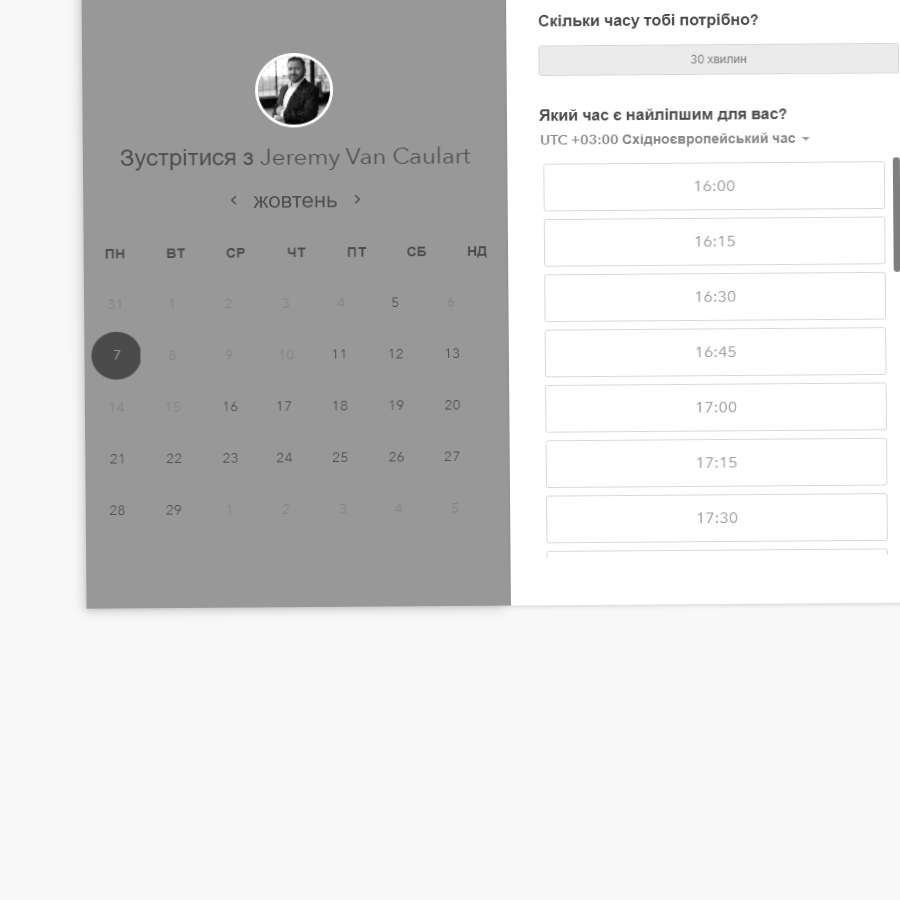 Зустрітися з Jeremy Van Caulart
жовтень
ПН ВТ СР ЧТ ПТ СБ НД
31 1 2 3 4 5 6
7 8 9 10 11 12 13
14 15 16 17 18 19 20
21 22 23 24 25 26 27
28 29 1 2 3 4 5
Скільки часу тобі потрібно?
30 хвилин
Який час є найліпшим для вас?
UTC +03:00 Східноєвропейський час
16:00
16:15
16:30
16:45
17:00
17:15
17:30